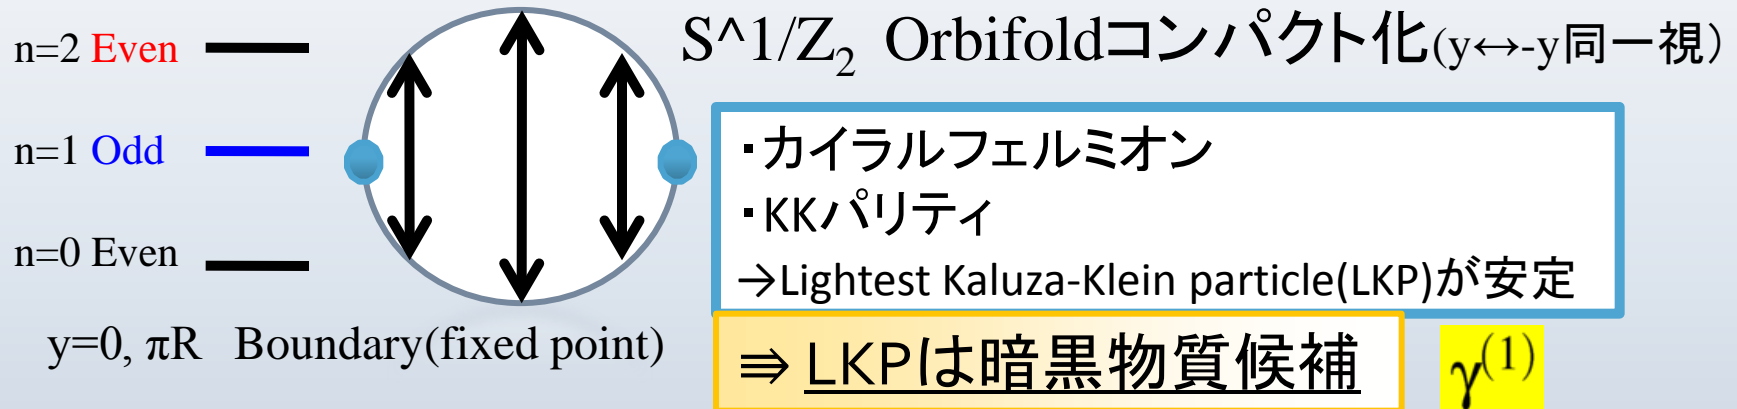 S^1/Z₂ Orbifoldコンパクト化(y↔-y同一視）
n=2 Even
n=1 Odd
n=0 Even
y=0, πR Boundary(fixed point)
・カイラルフェルミオン
・KKパリティ
→Lightest Kaluza-Klein particle(LKP)が安定
⇒ LKPは暗黒物質候補
γ⁽¹⁾